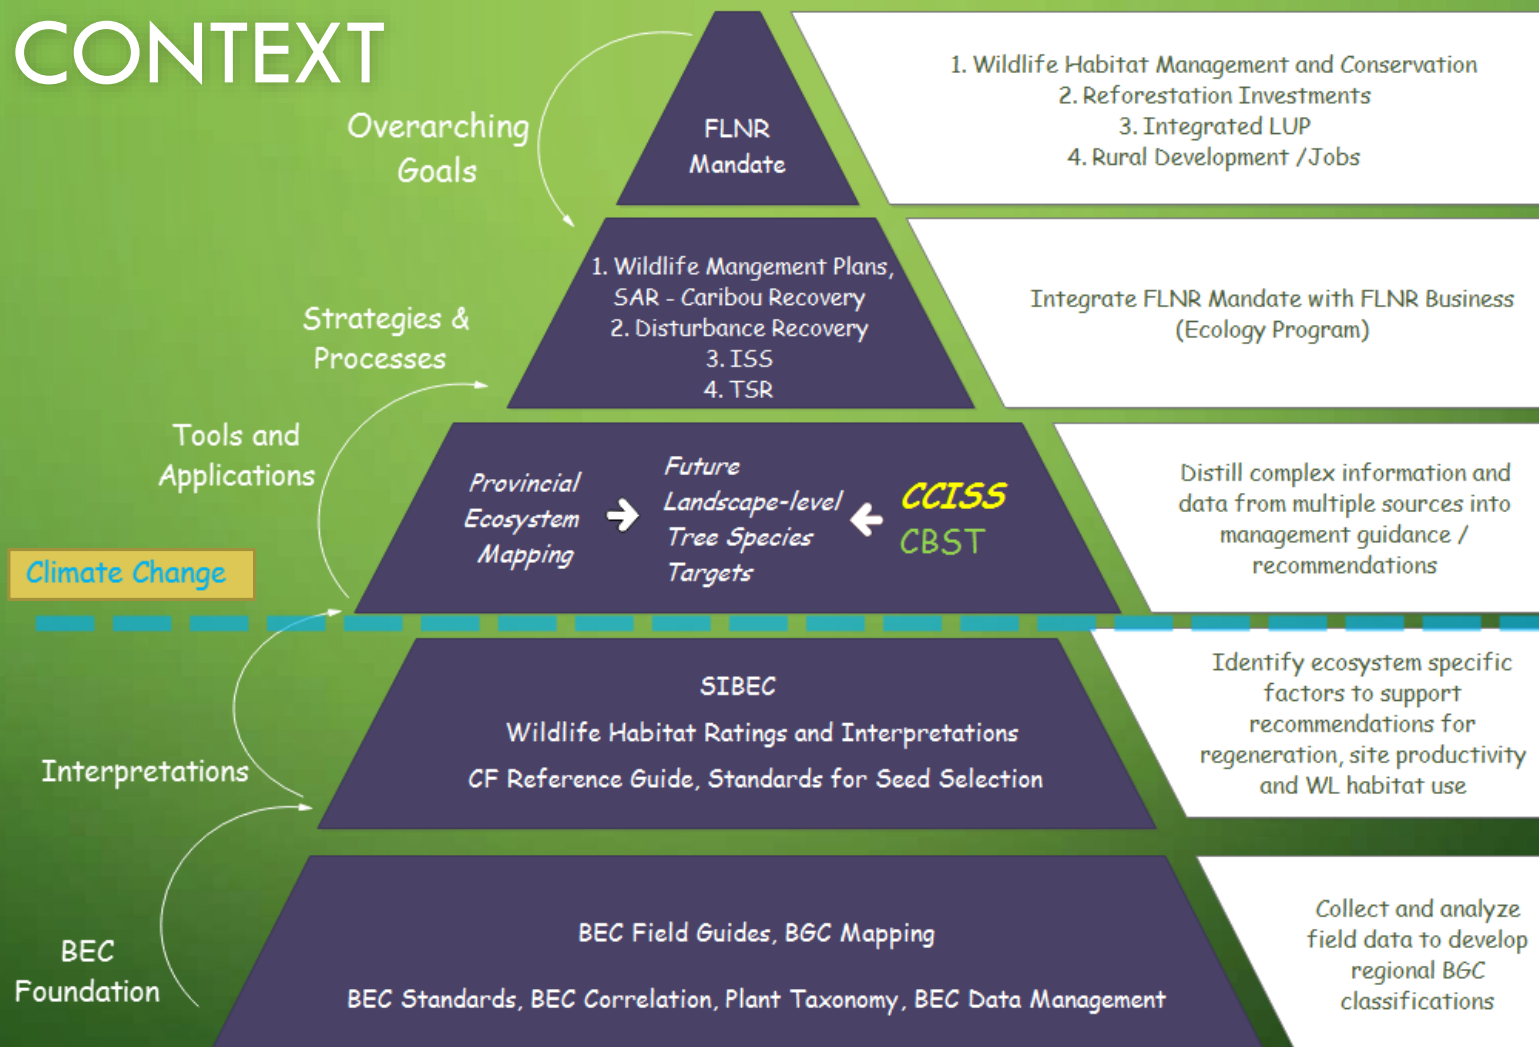 CONTEXT
Overarching
Goals
FLNR
Mandate
1. Wildlife Habitat Management and Conservation
2. Reforestation Investments
3. Integrated LUP
4. Rural Development /Jobs
Strategies &
Processes
1. Wildlife Mangement Plans,
SAR - Caribou Recovery
2. Disturbance Recovery
3. ISS
4. TSR
Integrate FLNR Mandate with FLNR Business
(Ecology Program)
Tools and
Applications
Provincial
Ecosystem
Mapping
Future
Landscape-level
Tree Species
Targets
CCISS
CBST
Distill complex information and
data from multiple sources into
management guidance /
recommendations
Climate Change
Interpretations
SIBEC
Wildlife Habitat Ratings and Interpretations
CF Reference Guide, Standards for Seed Selection
Identify ecosystem specific
factors to support
recommendations for
regeneration, site productivity
and WL habitat use
BEC
Foundation
BEC Field Guides, BGC Mapping
BEC Standards, BEC Correlation, Plant Taxonomy, BEC Data Management
Collect and analyze
field data to develop
regional BGC
classifications